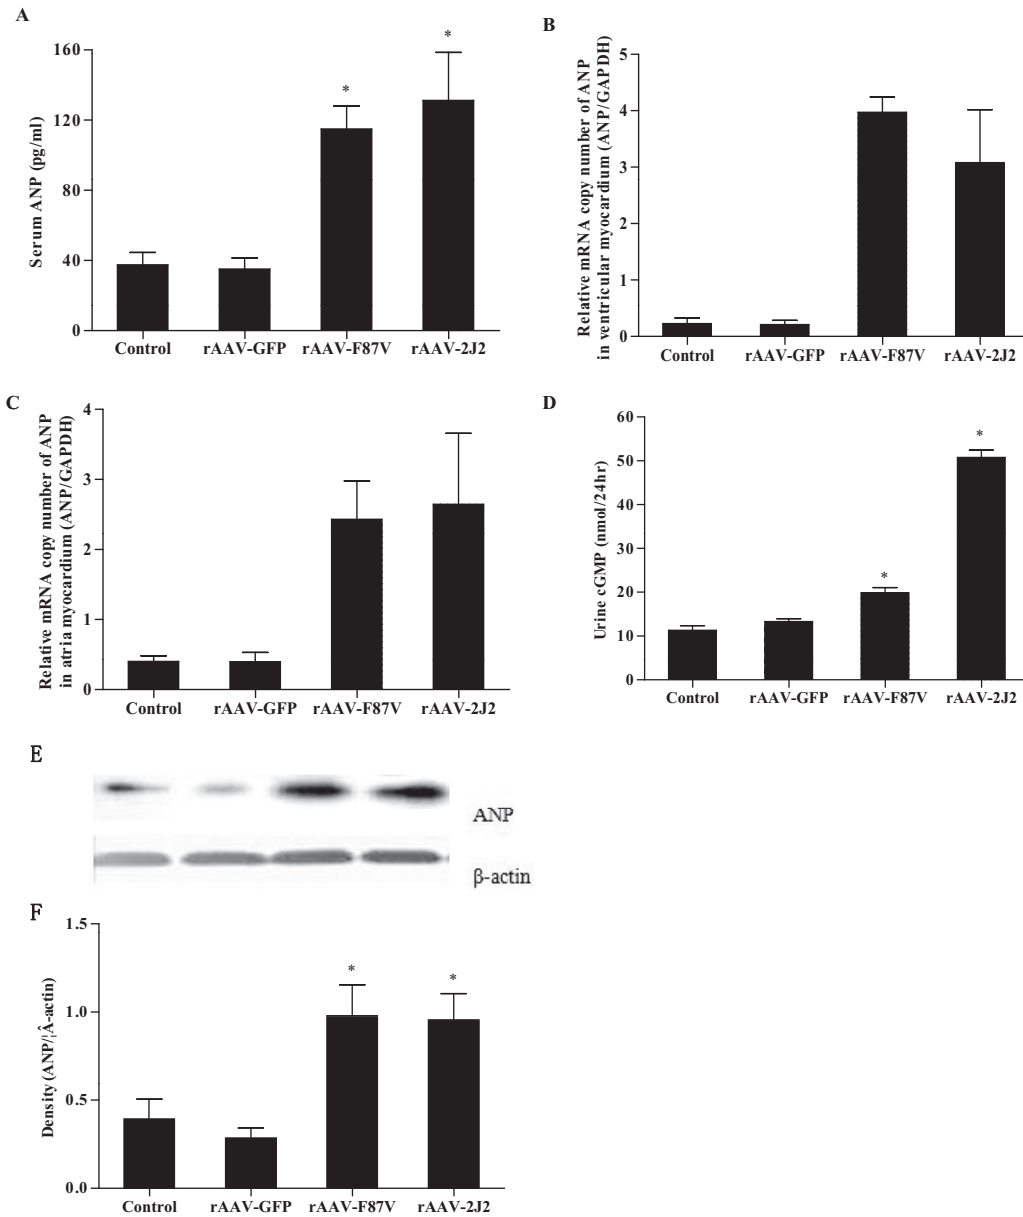 A
160
120
80
40
0
Serum ANP (pg/ml)
*
*
Control rAAV-GFP rAAV-F87V rAAV-2J2
B
5
4
3
2
1
0
Relative mRNA copy number of ANP
in ventricular myocardium (ANP/GAPDH)
Control rAAV-GFP rAAV-F87V rAAV-2J2
C
4
3
2
1
0
Relative mRNA copy number of ANP
in atria myocardium (ANP/GAPDH)
Control rAAV-GFP rAAV-F87V rAAV-2J2
D
60
50
40
30
20
10
0
Urine cGMP (nmol/24hr)
*
*
Control rAAV-GFP rAAV-F87V rAAV-2J2
E
ANP
β-actin
F
1.5
1.0
0.5
0.0
Density (ANP/¦Â-actin)
*
*
Control rAAV-GFP rAAV-F87V rAAV-2J2